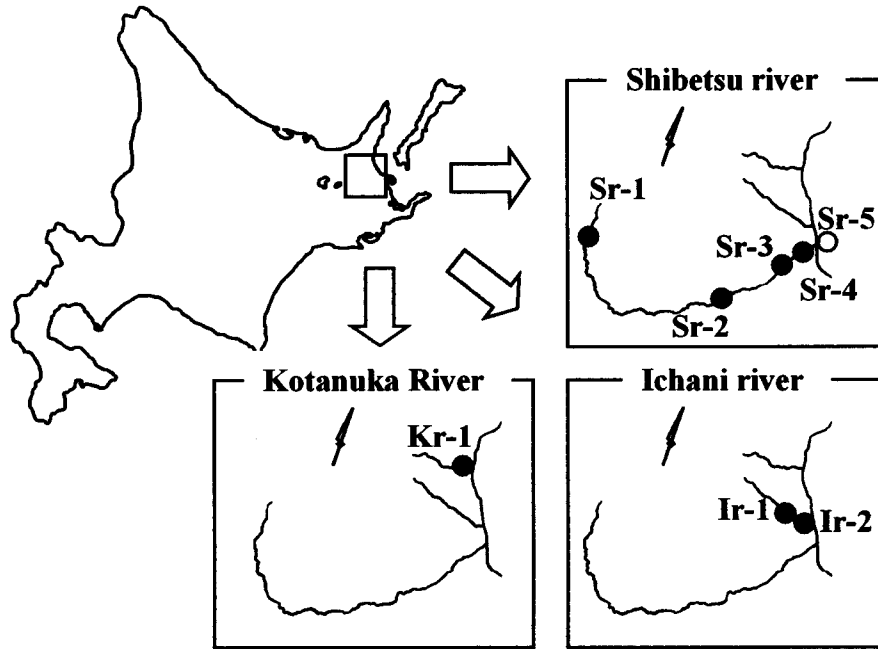 Shibetsu river
Sr-1
Sr-5
Sr-3
Sr-4
Sr-2
Kotanuka River
Kr-1
Ichani river
Ir-1
Ir-2